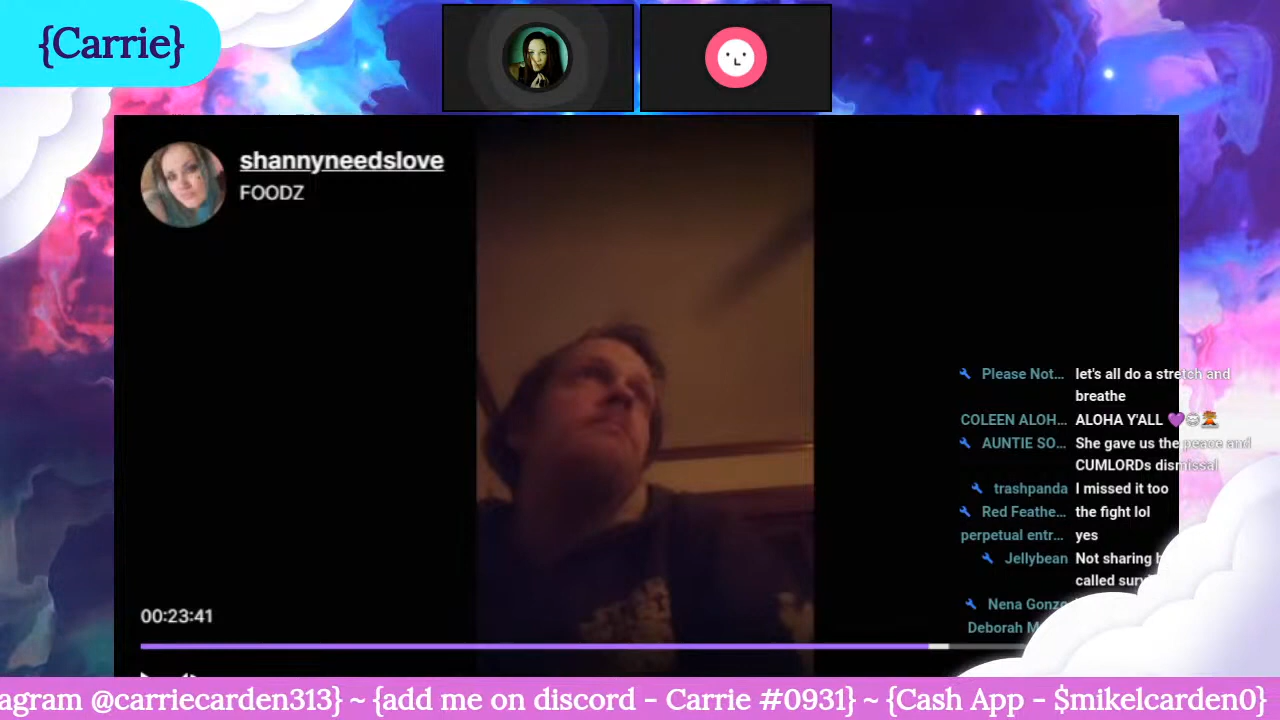 {Carrie}
shannyneedslove
FOODZ
Please Not... let's all do a stretch and
breathe
COLEEN ALOH... ALOHA Y'ALL
AUNTIE SO... She gave us the peace and
CUMLORDs dismissal
trashpanda I missed it too
Red Feathe... the fight lol
perpetual entr... yes
Jellybean Not sharing
called
Nena
Deborah
00:23:41
agram @carriecarden313} ~ {add me on discord - Carrie #0931} ~ {Cash App - $mikelcarden0}